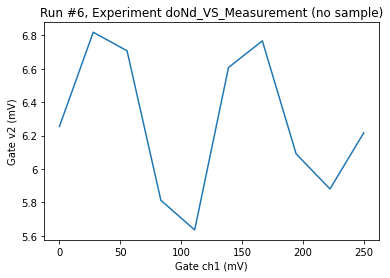 Run #6, Experiment doNd_VS_Measurement (no sample)
6.8
6.6
6.4
6.2
6
5.8
5.6
Gate v2 (mV)
0 50 100 150 200 250
Gate ch1 (mV)